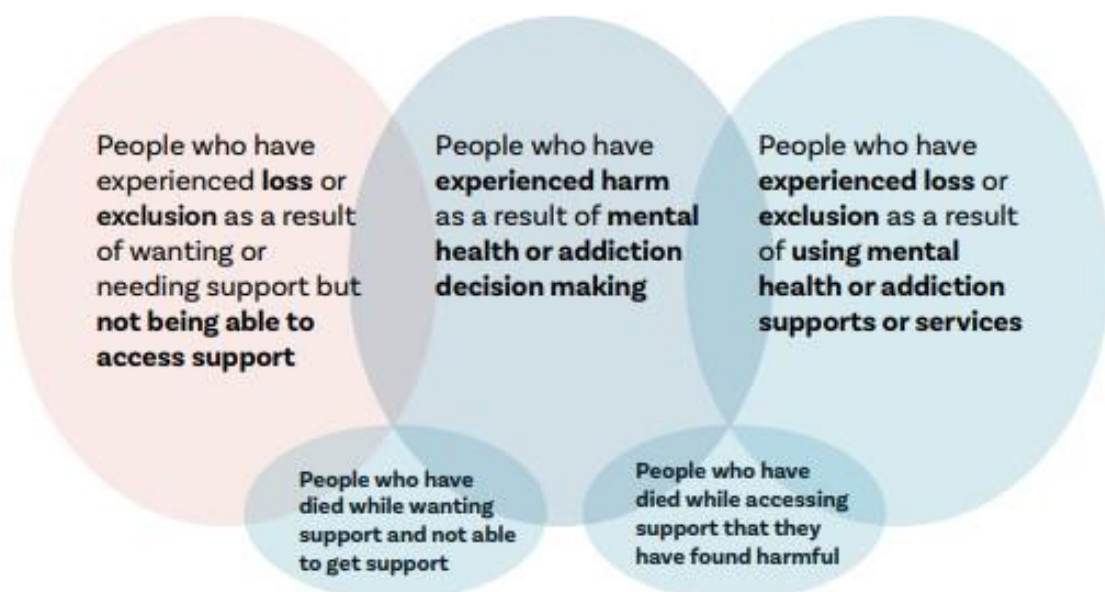 People who have
experienced loss or
exclusion as a result
of wanting or
needing support but
not being able to
access support
People who have
experienced harm
as a result of mental
health or addiction
decision making
People who have
experienced loss or
exclusion as a result
of using mental
health or addiction
supports or services
People who have
died while wanting
support and not able
to get support
People who have
died while accessing
support that they
have found harmful